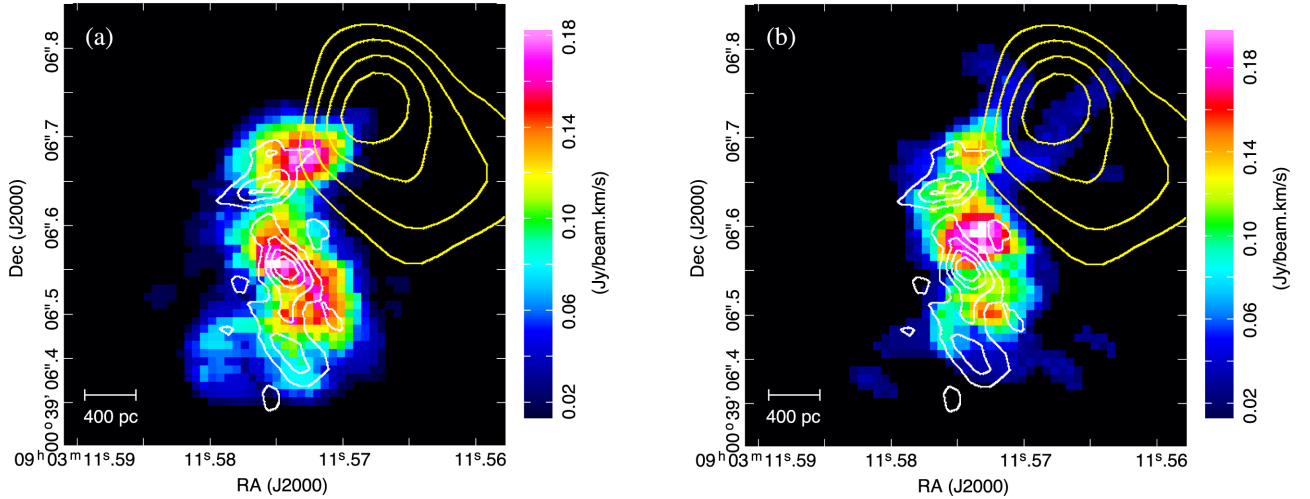 (a)
06".8
06".7
06".6
06".5
06".4
00°39'
Dec (J2000)
400 pc
09ʰ03ᵐ11ˢ.59
11ˢ.58
11ˢ.57
11ˢ.56
RA (J2000)
0.18
0.14
0.10
0.06
0.02
(Jy/beam.km/s)
(b)
06".8
06".7
06".6
06".5
06".4
00°39'
Dec (J2000)
400 pc
09ʰ03ᵐ11ˢ.59
11ˢ.58
11ˢ.57
11ˢ.56
RA (J2000)
0.18
0.14
0.10
0.06
0.02
(Jy/beam.km/s)